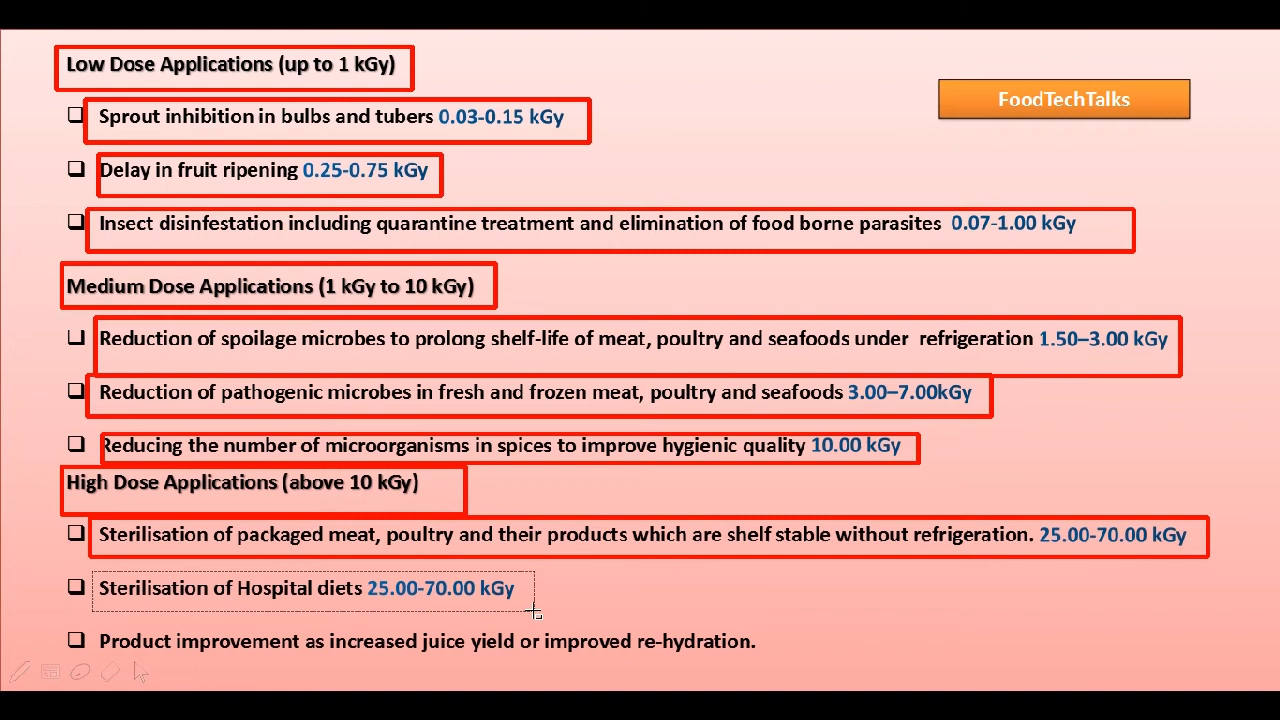 Low Dose Applications (up to 1 kGy)
FoodTechTalks
Sprout inhibition in bulbs and tubers 0.03-0.15 kGy
Delay in fruit ripening 0.25-0.75 kGy
Insect disinfestation including quarantine treatment and elimination of food borne parasites 0.07-1.00 kGy
Medium Dose Applications (1 kGy to 10 kGy)
Reduction of spoilage microbes to prolong shelf-life of meat, poultry and seafoods under refrigeration 1.50–3.00 kGy
Reduction of pathogenic microbes in fresh and frozen meat, poultry and seafoods 3.00–7.00kGy
Reducing the number of microorganisms in spices to improve hygienic quality 10.00 kGy
High Dose Applications (above 10 kGy)
Sterilisation of packaged meat, poultry and their products which are shelf stable without refrigeration. 25.00-70.00 kGy
Sterilisation of Hospital diets 25.00-70.00 kGy
Product improvement as increased juice yield or improved re-hydration.